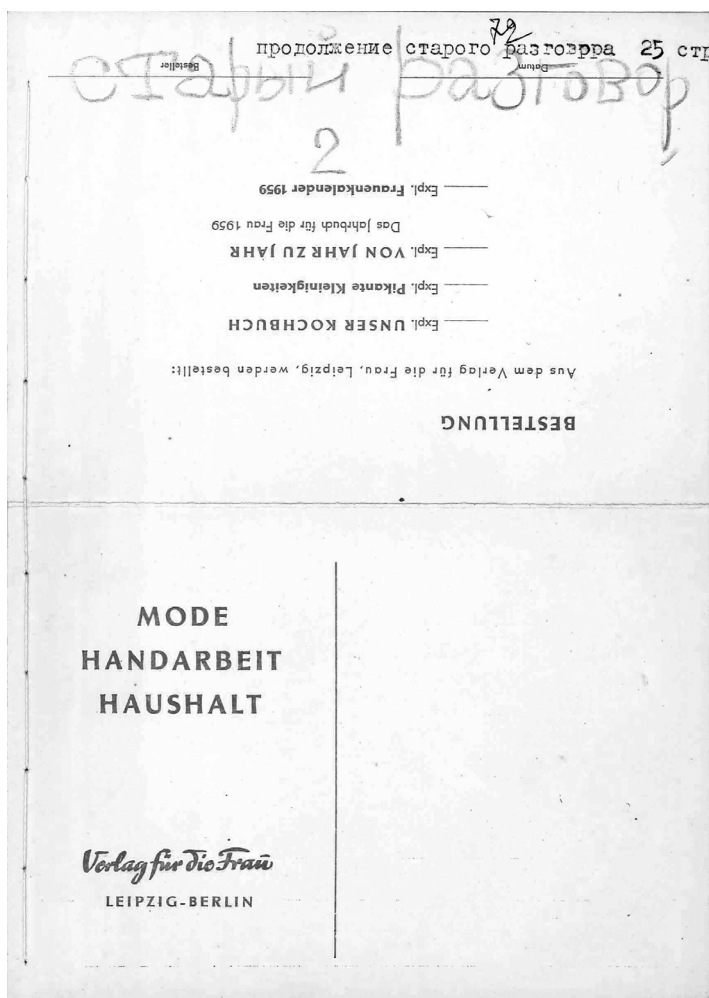 72
продолжение старого разговрра 25 стр
старый разговор
2
BESTELLUNG
Aus dem Verlag für die Frau, Leipzig, werden bestellt:
Expl. UNSER KOCHBUCH
Expl. Pikante Kleinigkeiten
Expl. VON JAHR ZU JAHR
Das Jahrbuch für die Frau 1959
Expl. Frauenkalender 1959
Datum Besteller
MODE
HANDARBEIT
HAUSHALT
Verlag für die Frau
LEIPZIG-BERLIN